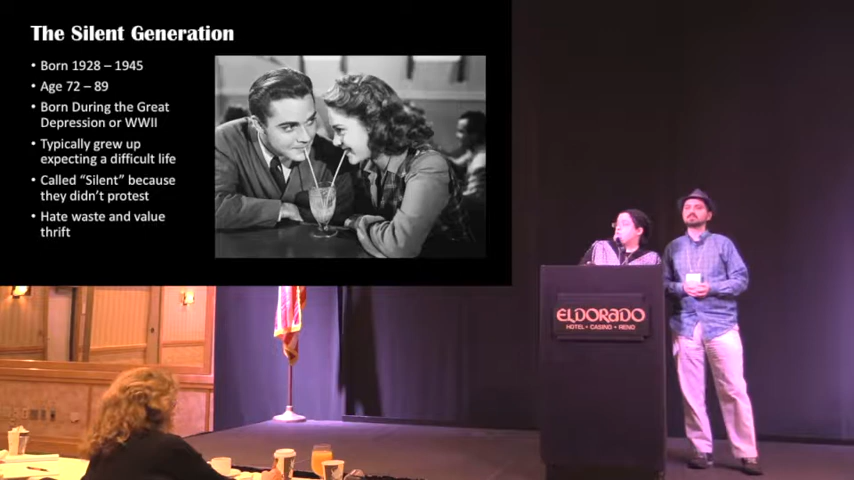 The Silent Generation
• Born 1928 – 1945
• Age 72 – 89
• Born During the Great
Depression or WWII
• Typically grew up
expecting a difficult life
• Called “Silent” because
they didn’t protest
• Hate waste and value
thrift
ELDORADO
HOTEL • CASINO • RENO